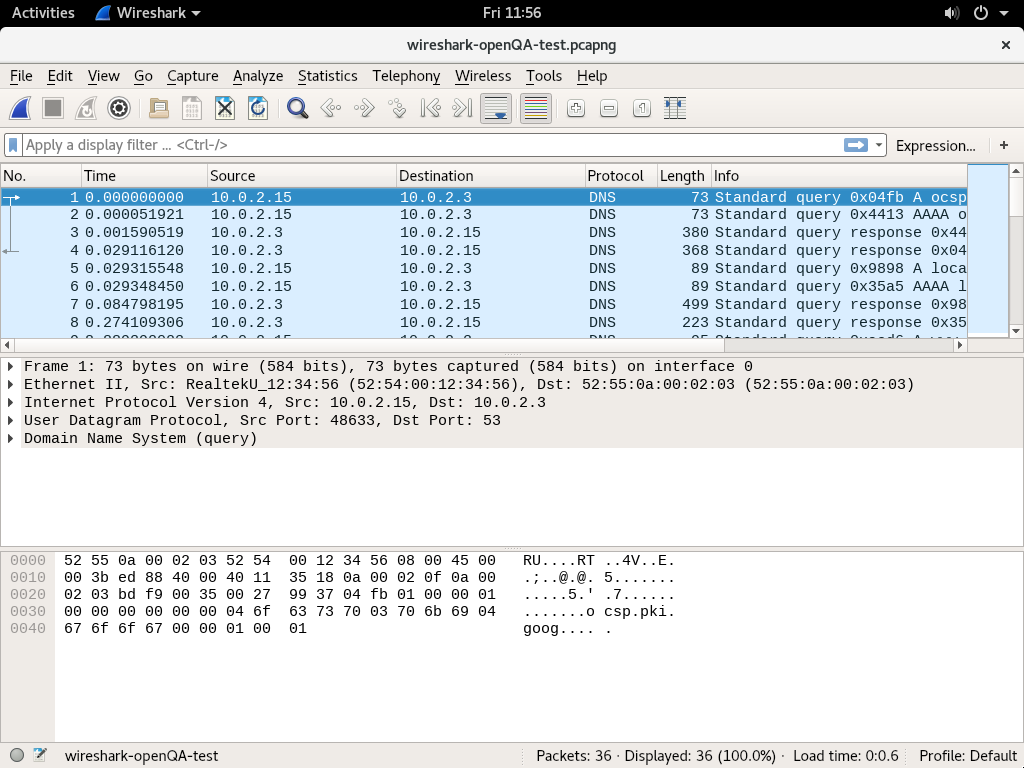 Activities Wireshark Fri 11:56
wireshark-openQA-test.pcapng
File Edit View Go Capture Analyze Statistics Telephony Wireless Tools Help
Apply a display filter ... <Ctrl-/> Expression... +
No. Time Source Destination Protocol Length Info
1 0.000000000 10.0.2.15 10.0.2.3 DNS 73 Standard query 0x04fb A ocsp
2 0.000051921 10.0.2.15 10.0.2.3 DNS 73 Standard query 0x4413 AAAA o
3 0.001590519 10.0.2.3 10.0.2.15 DNS 380 Standard query response 0x44
4 0.029116120 10.0.2.3 10.0.2.15 DNS 368 Standard query response 0x04
5 0.029315548 10.0.2.15 10.0.2.3 DNS 89 Standard query 0x9898 A loca
6 0.029348450 10.0.2.15 10.0.2.3 DNS 89 Standard query 0x35a5 AAAA l
7 0.084798195 10.0.2.3 10.0.2.15 DNS 499 Standard query response 0x98
8 0.274109306 10.0.2.3 10.0.2.15 DNS 223 Standard query response 0x35
Frame 1: 73 bytes on wire (584 bits), 73 bytes captured (584 bits) on interface 0
Ethernet II, Src: RealtekU_12:34:56 (52:54:00:12:34:56), Dst: 52:55:0a:00:02:03 (52:55:0a:00:02:03)
Internet Protocol Version 4, Src: 10.0.2.15, Dst: 10.0.2.3
User Datagram Protocol, Src Port: 48633, Dst Port: 53
Domain Name System (query)
0000 52 55 0a 00 02 03 52 54 00 12 34 56 08 00 45 00 RU....RT ..4V..E.
0010 00 3b ed 88 40 00 40 11 35 18 0a 00 02 0f 0a 00 .;..@.@. 5.......
0020 02 03 bd f9 00 35 00 27 99 37 04 fb 01 00 00 01 .....5.' .7......
0030 00 00 00 00 00 00 04 6f 63 73 70 03 70 6b 69 04 .......o csp.pki.
0040 67 6f 6f 67 00 00 01 00 01 goog.... .
wireshark-openQA-test Packets: 36 · Displayed: 36 (100.0%) · Load time: 0:0.6 Profile: Default